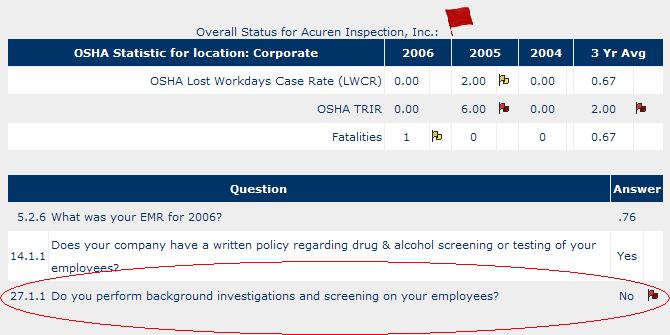 Overall Status for Acuren Inspection, Inc.:
OSHA Statistic for location: Corporate 2006 2005 2004 3 Yr Avg
OSHA Lost Workdays Case Rate (LWCR) 0.00 2.00 0.00 0.67
OSHA TRIR 0.00 6.00 0.00 2.00
Fatalities 1 0 0 0.67
Question Answer
5.2.6 What was your EMR for 2006? .76
14.1.1 Does your company have a written policy regarding drug & alcohol screening or testing of your Yes
employees?
27.1.1 Do you perform background investigations and screening on your employees? No